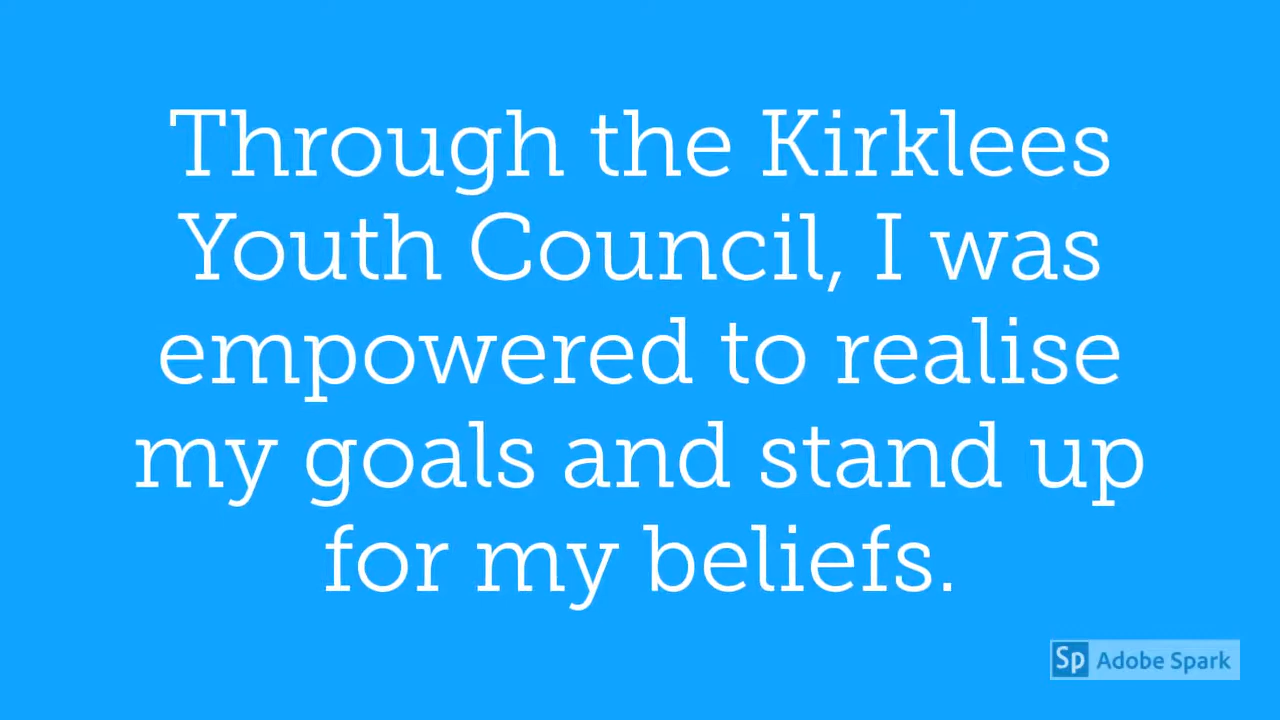 Through the Kirklees
Youth Council, I was
empowered to realise
my goals and stand up
for my beliefs.
Sp Adobe Spark